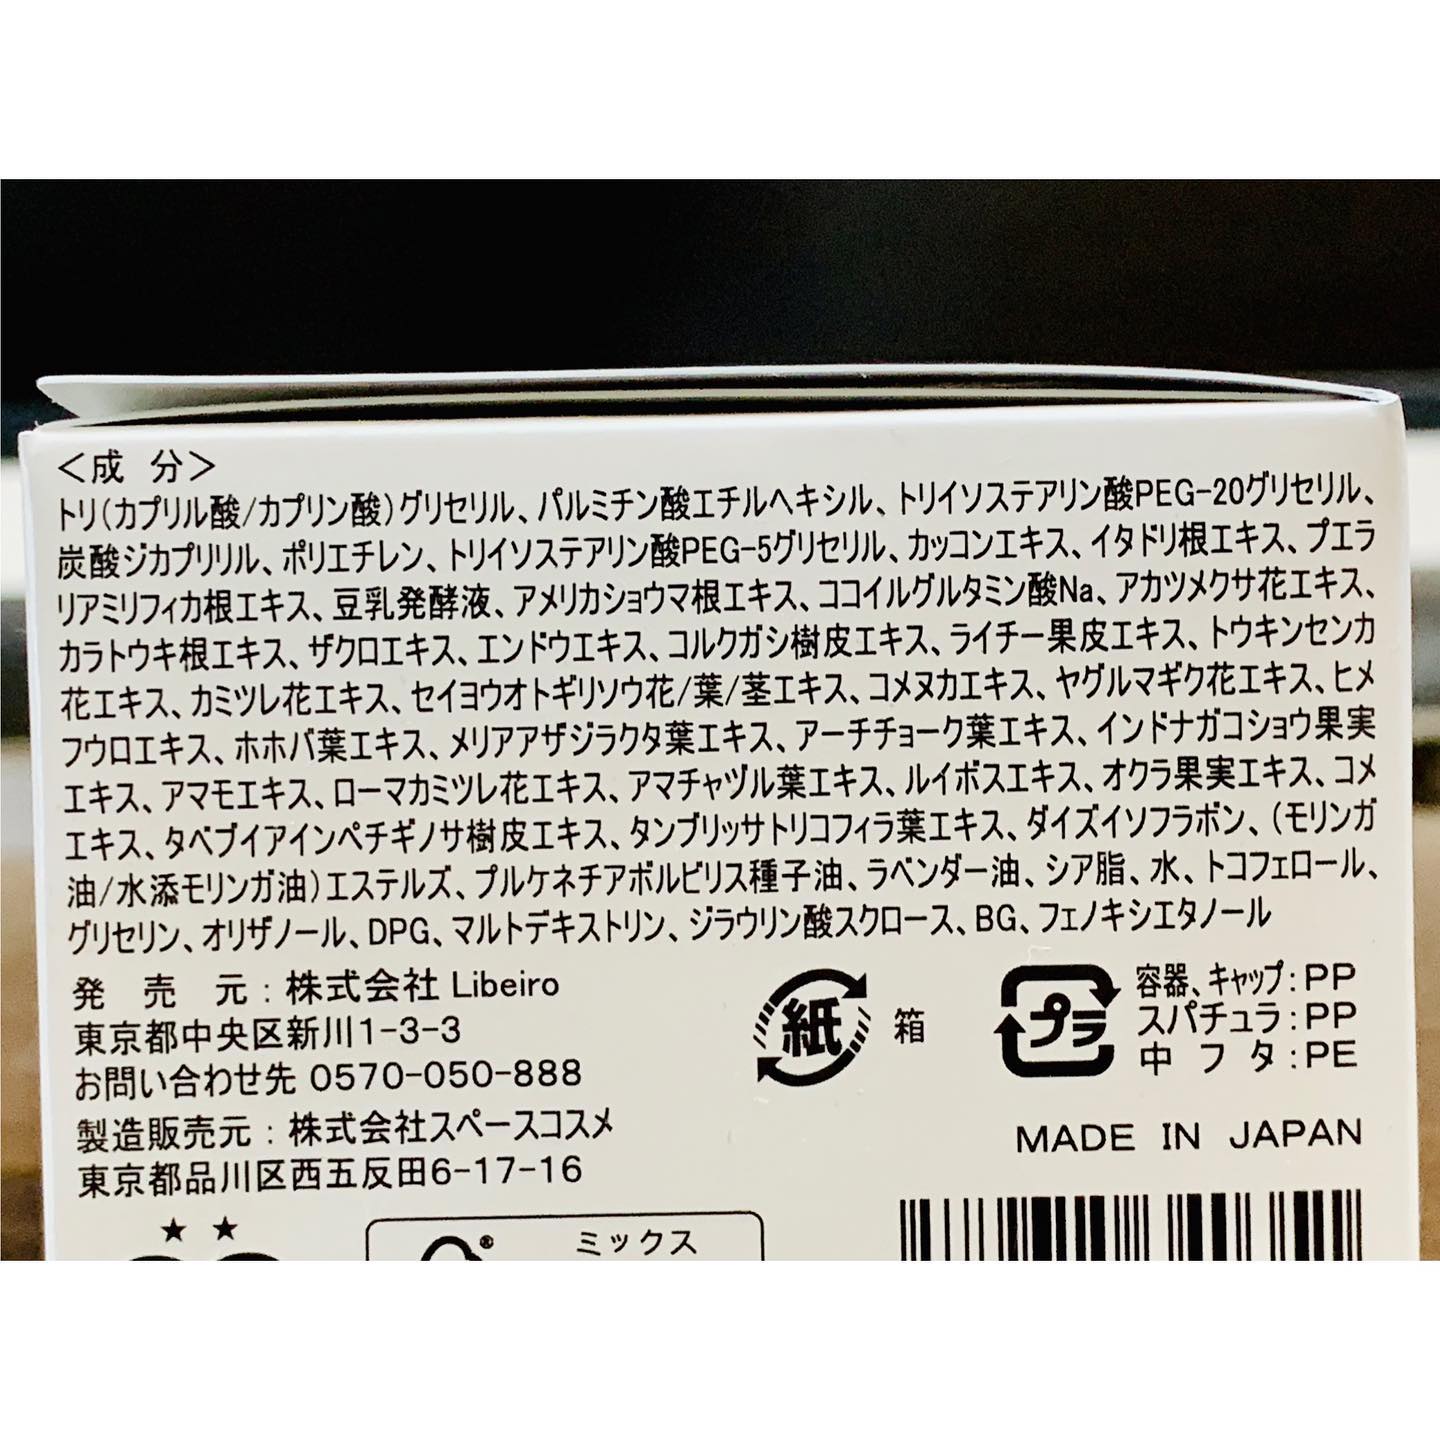 ＜成 分＞
トリ(カプリル酸/カプリン酸)グリセリル、パルミチン酸エチルヘキシル、トリイソステアリン酸PEG-20グリセリル、
炭酸ジカプリリル、ポリエチレン、トリイソステアリン酸PEG-5グリセリル、カッコンエキス、イタドリ根エキス、プエラ
リアミリフィカ根エキス、豆乳発酵液、アメリカショウマ根エキス、ココイルグルタミン酸Na、アカツメクサ花エキス、
カラトウキ根エキス、ザクロエキス、エンドウエキス、コルクガシ樹皮エキス、ライチー果皮エキス、トウキンセンカ
花エキス、カミツレ花エキス、セイヨウオトギリソウ花/葉/茎エキス、コメヌカエキス、ヤグルマギク花エキス、ヒメ
フウロエキス、ホホバ葉エキス、メリアアザジラクタ葉エキス、アーチチョーク葉エキス、インドナガコショウ果実
エキス、アマモエキス、ローマカミツレ花エキス、アマチャヅル葉エキス、ルイボスエキス、オクラ果実エキス、コメ
エキス、タベブイアインペチギノサ樹皮エキス、タンブリッサトリコフィラ葉エキス、ダイズイソフラボン、(モリンガ
油/水添モリンガ油)エステルズ、プルケネチアボルビリス種子油、ラベンダー油、シア脂、水、トコフェロール、
グリセリン、オリザノール、DPG、マルトデキストリン、ジラウリン酸スクロース、BG、フェノキシエタノール
発 売 元：株式会社 Libeiro
東京都中央区新川1-3-3
お問い合わせ先 0570-050-888
製造販売元：株式会社スペースコスメ
東京都品川区西五反田6-17-16
紙 箱
プラ
容器、キャップ：PP
スパチュラ：PP
中 フ タ：PE
MADE IN JAPAN
★ ★
® ミックス